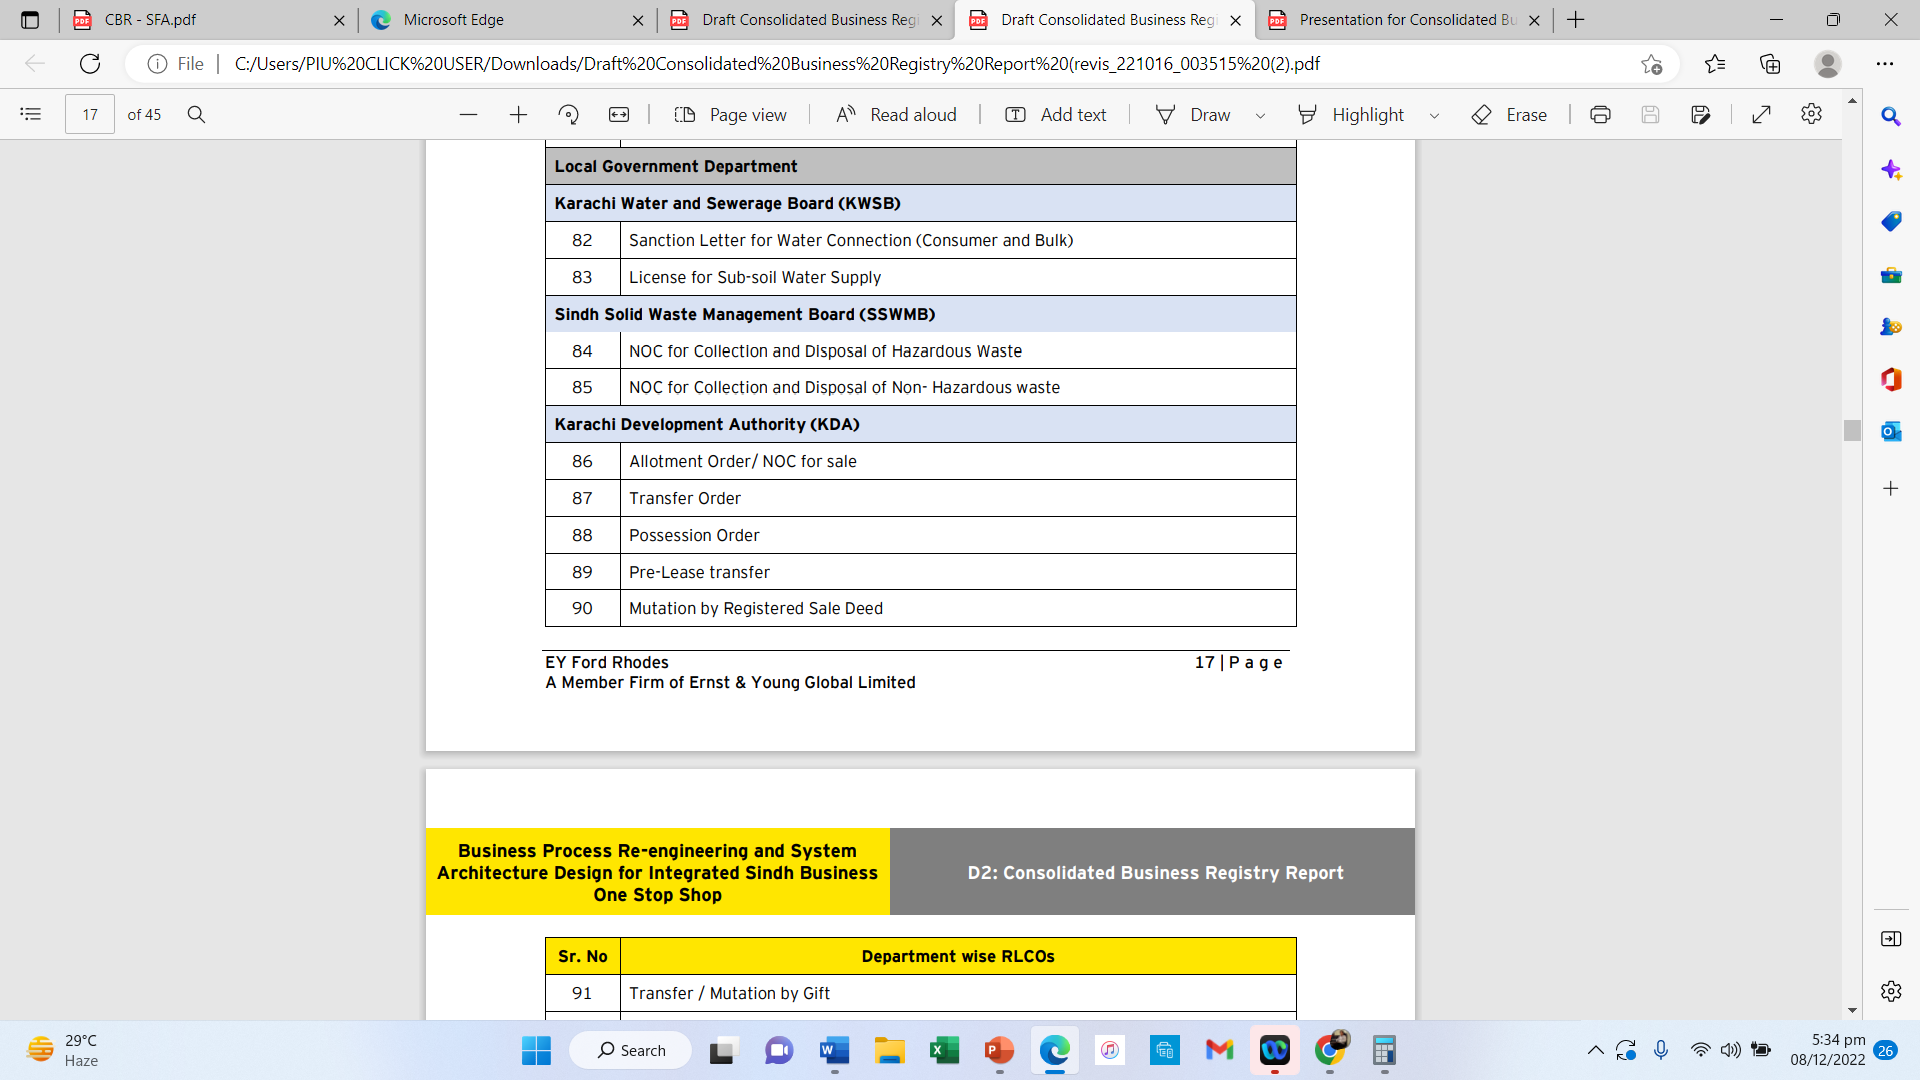 CBR - SFA.pdf
Microsoft Edge
Draft Consolidated Business Regi
Draft Consolidated Business Regi
Presentation for Consolidated Bu
File
C:/Users/PIU%20CLICK%20USER/Downloads/Draft%20Consolidated%20Business%20Registry%20Report%20(revis_221016_003515%20(2).pdf
17 of 45
Page view
Read aloud
Add text
Draw
Highlight
Erase
Local Government Department
Karachi Water and Sewerage Board (KWSB)
82 Sanction Letter for Water Connection (Consumer and Bulk)
83 License for Sub-soil Water Supply
Sindh Solid Waste Management Board (SSWMB)
84 NOC for Collection and Disposal of Hazardous Waste
85 NOC for Collection and Disposal of Non- Hazardous waste
Karachi Development Authority (KDA)
86 Allotment Order/ NOC for sale
87 Transfer Order
88 Possession Order
89 Pre-Lease transfer
90 Mutation by Registered Sale Deed
EY Ford Rhodes 17 | P a g e
A Member Firm of Ernst & Young Global Limited
Business Process Re-engineering and System
Architecture Design for Integrated Sindh Business
One Stop Shop
D2: Consolidated Business Registry Report
Sr. No Department wise RLCOs
91 Transfer / Mutation by Gift
29°C
Haze
Search
5:34 pm
08/12/2022
26